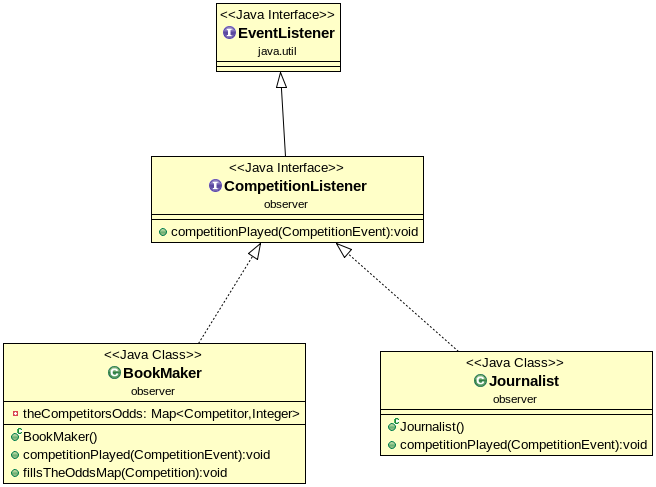 <<Java Interface>>
EventListener
java.util
<<Java Interface>>
CompetitionListener
observer
competitionPlayed(CompetitionEvent):void
<<Java Class>>
BookMaker
observer
theCompetitorsOdds: Map<Competitor,Integer>
BookMaker()
competitionPlayed(CompetitionEvent):void
fillsTheOddsMap(Competition):void
<<Java Class>>
Journalist
observer
Journalist()
competitionPlayed(CompetitionEvent):void